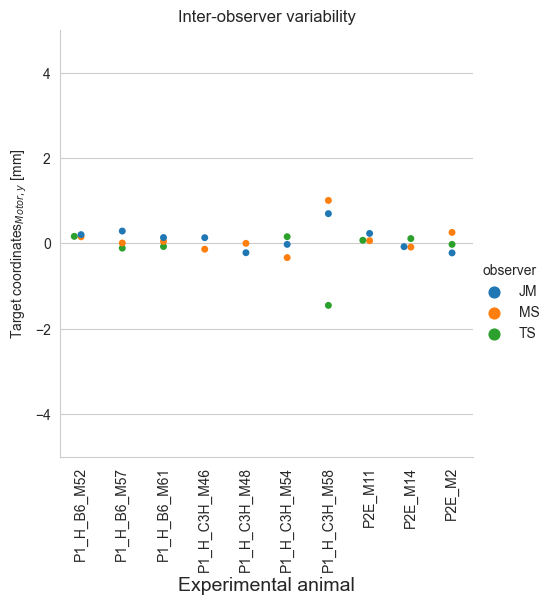 Inter-observer variability
Target coordinates_{Motor, y} [mm]
4
2
0
−2
−4
P1_H_B6_M52
P1_H_B6_M57
P1_H_B6_M61
P1_H_C3H_M46
P1_H_C3H_M48
P1_H_C3H_M54
P1_H_C3H_M58
P2E_M11
P2E_M14
P2E_M2
Experimental animal
observer
JM
MS
TS